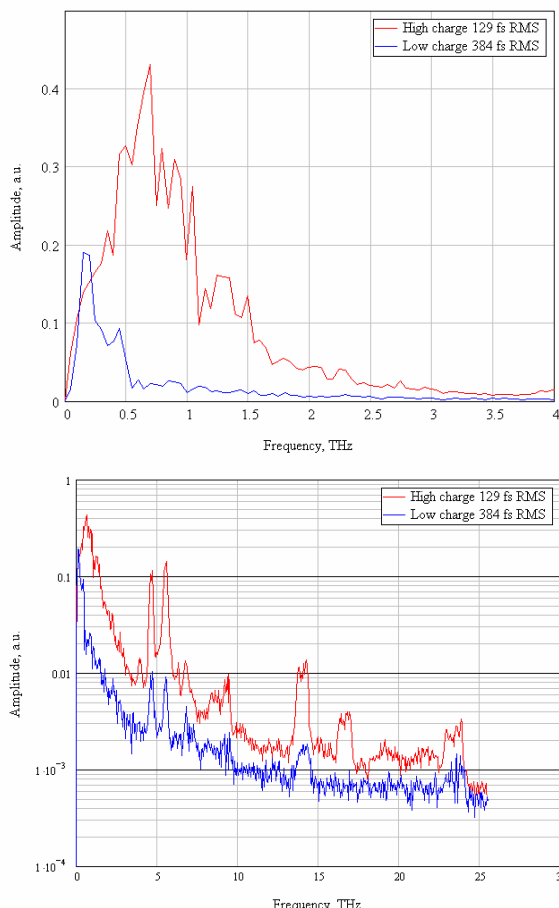 High charge 129 fs RMS
Low charge 384 fs RMS
Amplitude, a.u.
0.4
0.3
0.2
0.1
0
0 0.5 1.0 1.5 2 2.5 3 3.5 4
Frequency, THz
High charge 129 fs RMS
Low charge 384 fs RMS
Amplitude, a.u.
1
0.1
0.01
1·10⁻³
1·10⁻⁴
0 5 10 15 20 25 30
Frequency, THz